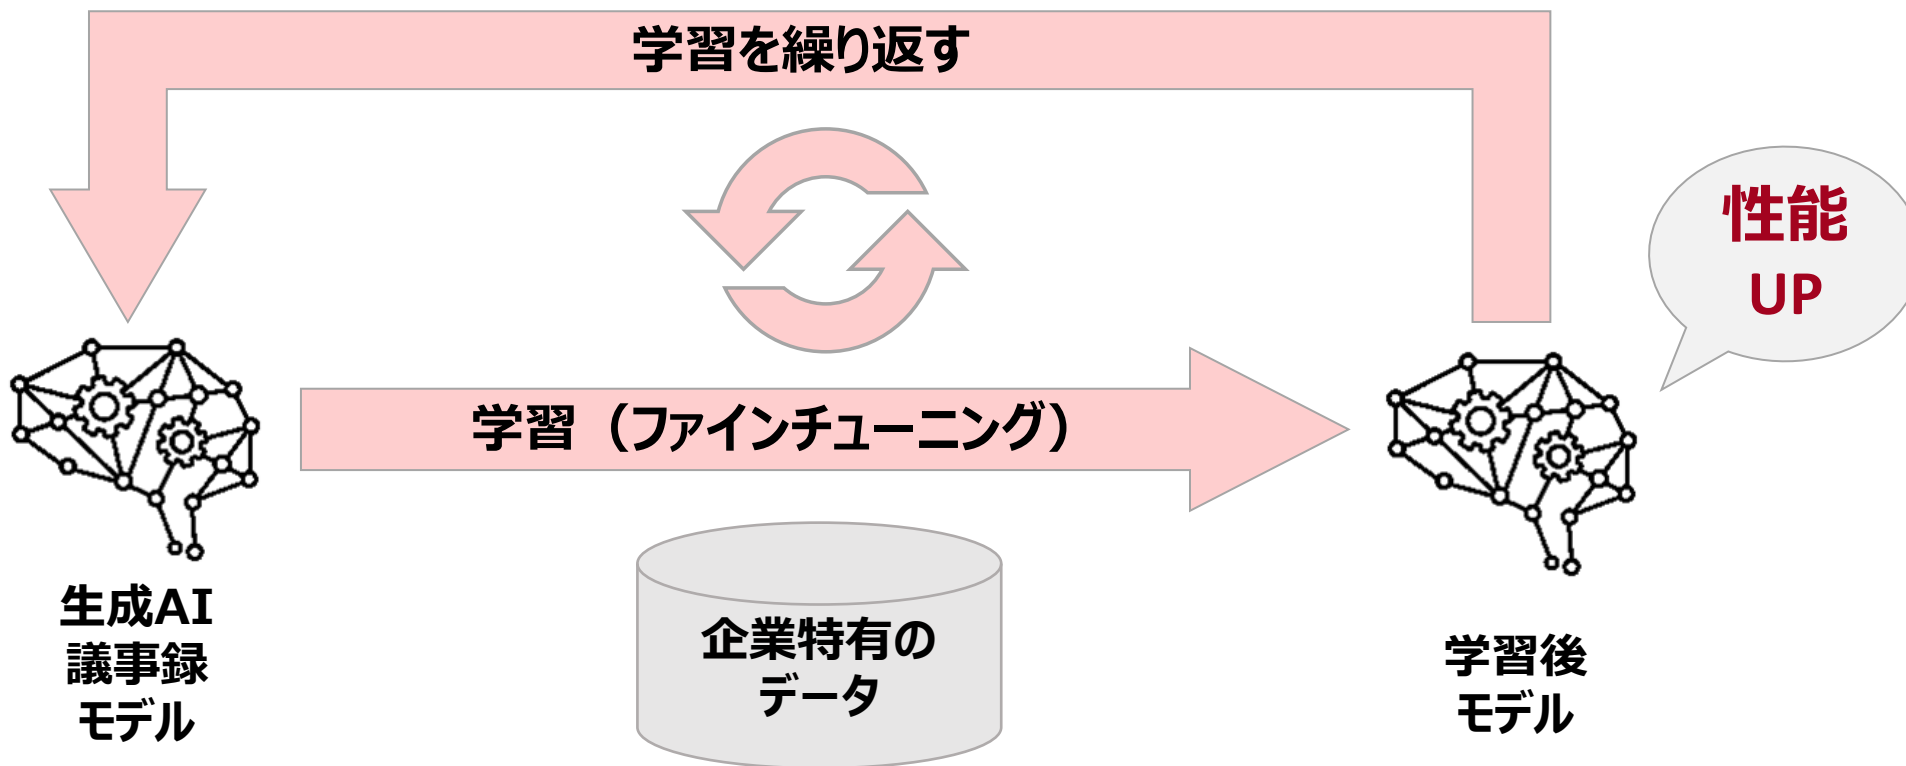 学習を繰り返す
性能
UP
学習（ファインチューニング）
生成AI
議事録
モデル
企業特有の
データ
学習後
モデル